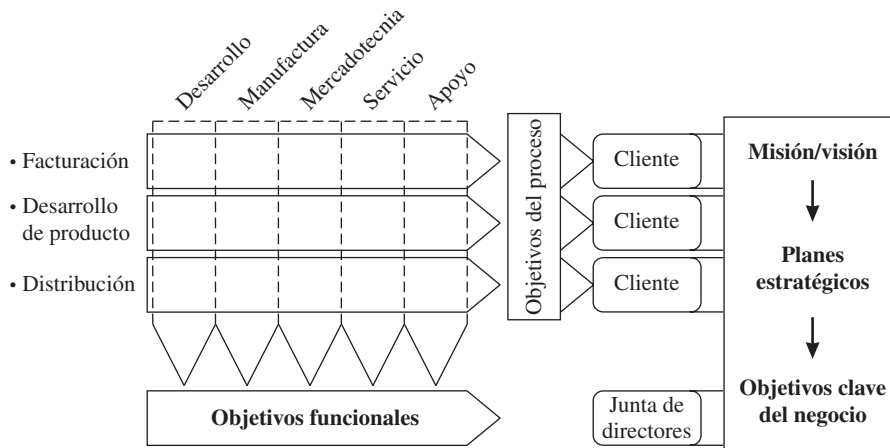 Desarrollo
Manufactura
Mercadotecnia
Servicio
Apoyo
• Facturación
• Desarrollo
de producto
• Distribución
Objetivos del proceso
Cliente
Cliente
Cliente
Misión/visión
Planes
estratégicos
Objetivos clave
del negocio
Objetivos funcionales
Junta de
directores